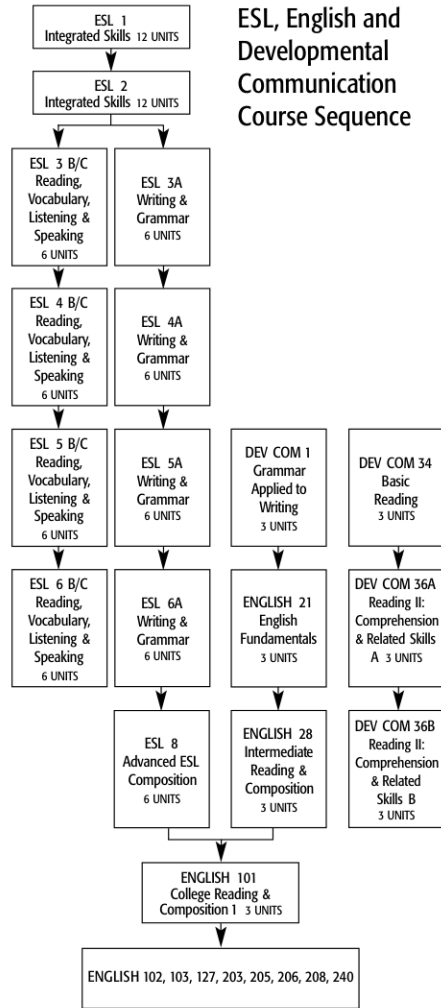 ESL, English and
Developmental
Communication
Course Sequence
ESL 1
Integrated Skills 12 UNITS
ESL 2
Integrated Skills 12 UNITS
ESL 3 B/C
Reading,
Vocabulary,
Listening &
Speaking
6 UNITS
ESL 3A
Writing &
Grammar
6 UNITS
ESL 4 B/C
Reading,
Vocabulary,
Listening &
Speaking
6 UNITS
ESL 4A
Writing &
Grammar
6 UNITS
ESL 5 B/C
Reading,
Vocabulary,
Listening &
Speaking
6 UNITS
ESL 5A
Writing &
Grammar
6 UNITS
DEV COM 1
Grammar
Applied to
Writing
3 UNITS
DEV COM 34
Basic
Reading
3 UNITS
ESL 6 B/C
Reading,
Vocabulary,
Listening &
Speaking
6 UNITS
ESL 6A
Writing &
Grammar
6 UNITS
ENGLISH 21
English
Fundamentals
3 UNITS
DEV COM 36A
Reading II:
Comprehension
& Related Skills
A 3 UNITS
ESL 8
Advanced ESL
Composition
6 UNITS
ENGLISH 28
Intermediate
Reading &
Composition
3 UNITS
DEV COM 36B
Reading II:
Comprehension
& Related
Skills B
3 UNITS
ENGLISH 101
College Reading &
Composition 1 3 UNITS
ENGLISH 102, 103, 127, 203, 205, 206, 208, 240